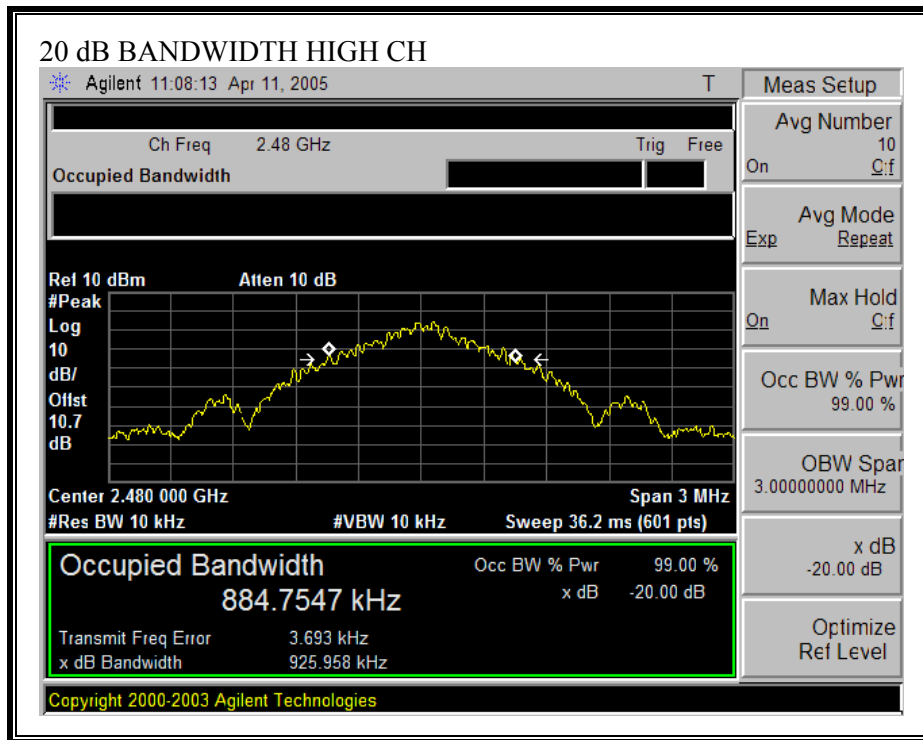 20 dB BANDWIDTH HIGH CH
Agilent 11:08:13 Apr 11, 2005 T
Ch Freq 2.48 GHz Trig Free
Occupied Bandwidth
Ref 10 dBm Atten 10 dB
#Peak
Log
10
dB/
Offst
10.7
dB
Center 2.480 000 GHz Span 3 MHz
#Res BW 10 kHz #VBW 10 kHz Sweep 36.2 ms (601 pts)
Occupied Bandwidth
884.7547 kHz
Occ BW % Pwr 99.00 %
x dB -20.00 dB
Transmit Freq Error 3.693 kHz
x dB Bandwidth 925.958 kHz
Copyright 2000-2003 Agilent Technologies
Meas Setup
Avg Number
10
On Off
Avg Mode
Exp Repeat
Max Hold
On Off
Occ BW % Pwr
99.00 %
OBW Span
3.00000000 MHz
x dB
-20.00 dB
Optimize
Ref Level